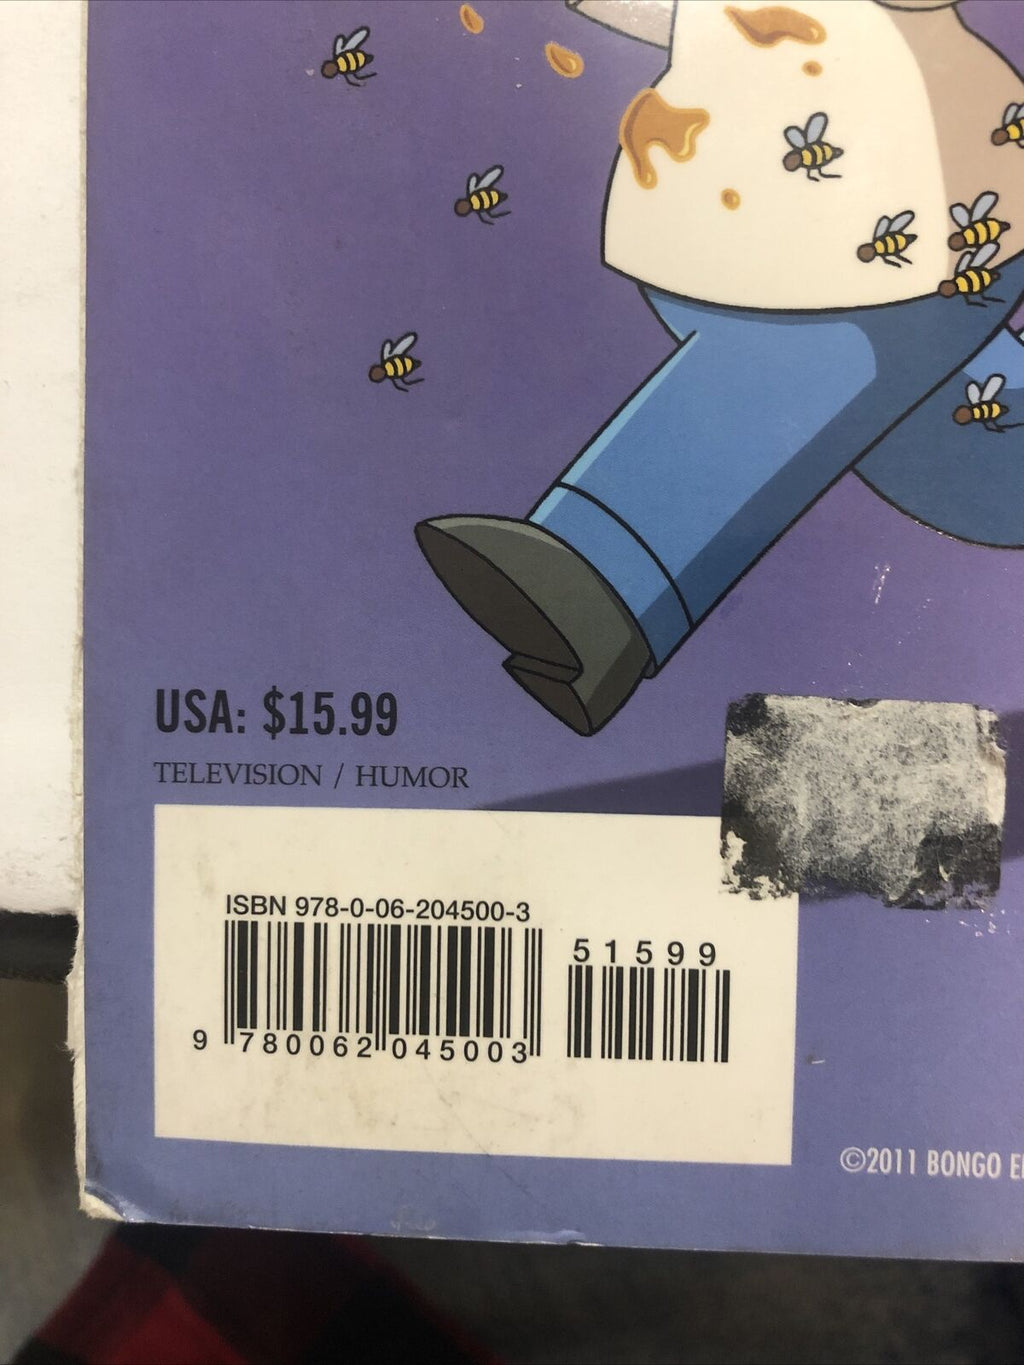 USA: $15.99
TELEVISION / HUMOR
ISBN 978-0-06-204500-3
51599
9 780062 045003
©2011 BONGO